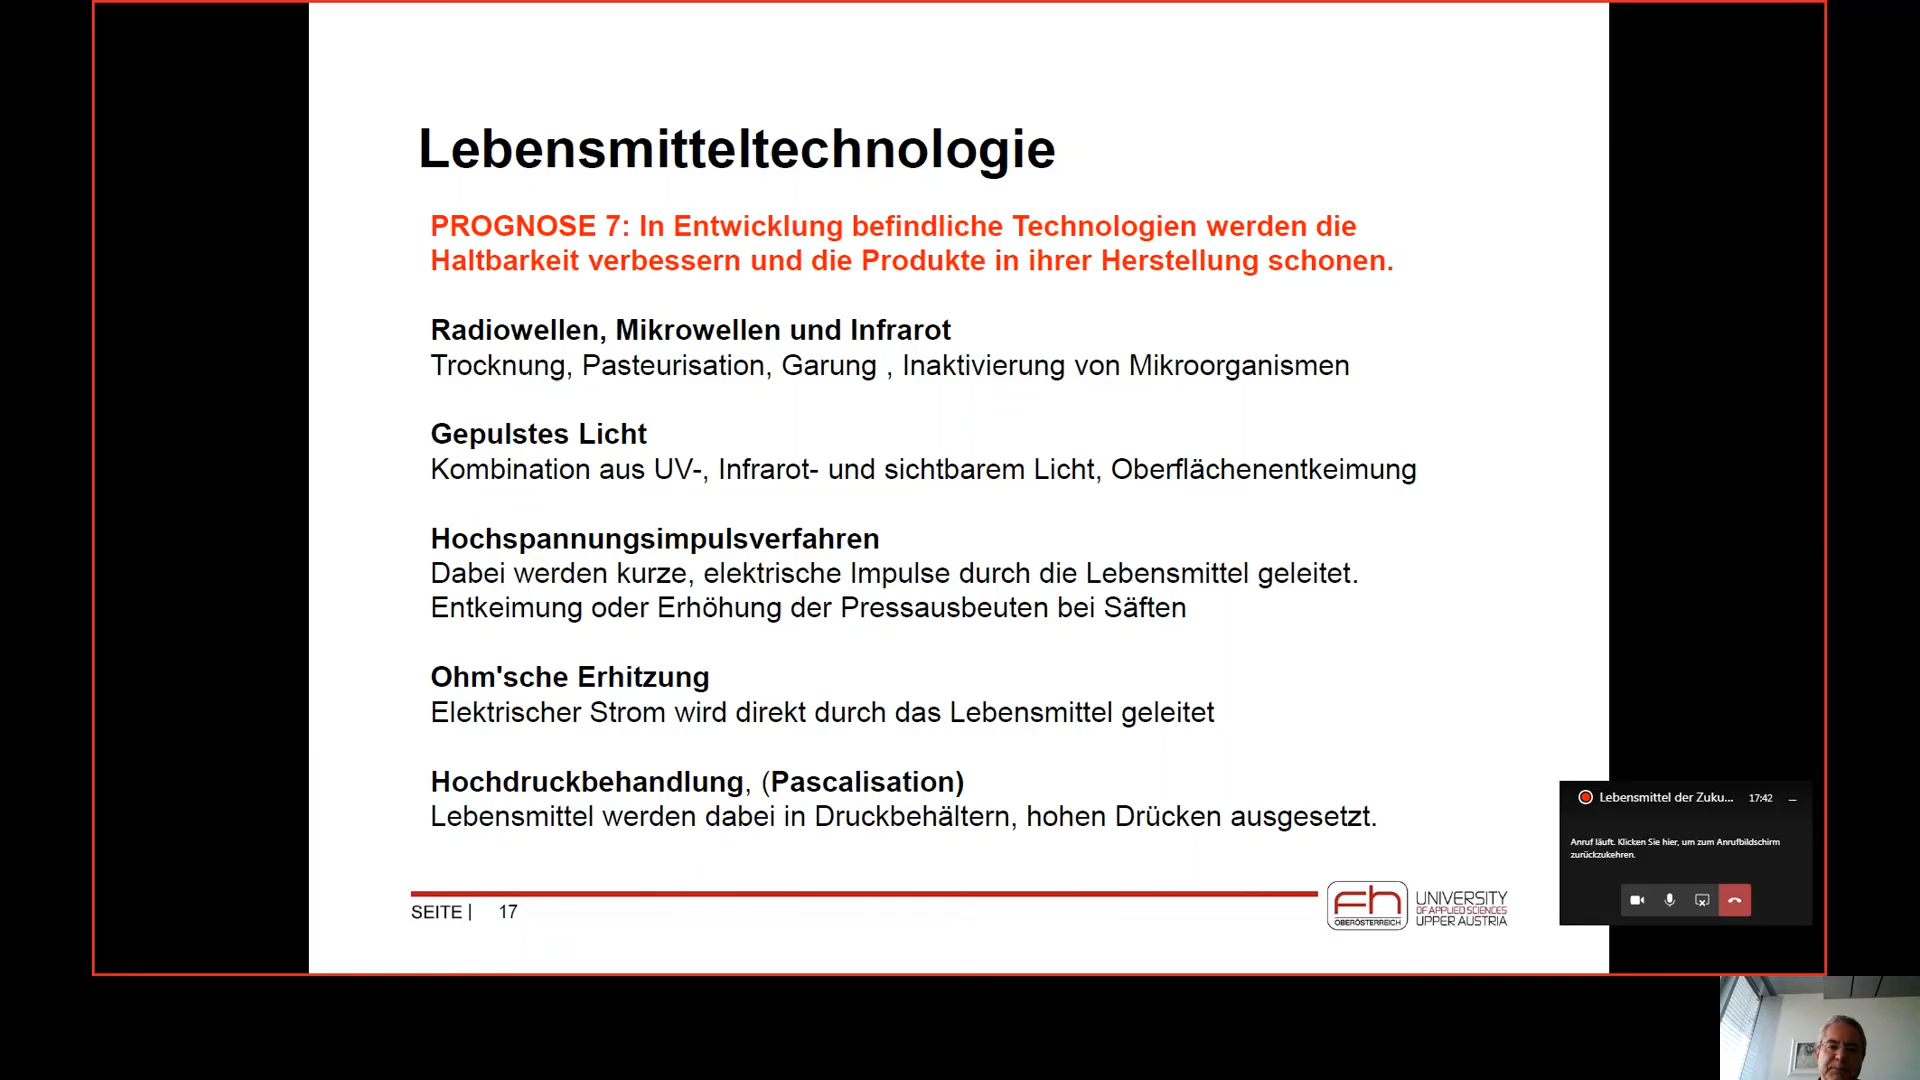 Lebensmitteltechnologie
PROGNOSE 7: In Entwicklung befindliche Technologien werden die
Haltbarkeit verbessern und die Produkte in ihrer Herstellung schonen.
Radiowellen, Mikrowellen und Infrarot
Trocknung, Pasteurisation, Garung , Inaktivierung von Mikroorganismen
Gepulstes Licht
Kombination aus UV-, Infrarot- und sichtbarem Licht, Oberflächenentkeimung
Hochspannungsimpulsverfahren
Dabei werden kurze, elektrische Impulse durch die Lebensmittel geleitet.
Entkeimung oder Erhöhung der Pressausbeuten bei Säften
Ohm'sche Erhitzung
Elektrischer Strom wird direkt durch das Lebensmittel geleitet
Hochdruckbehandlung, (Pascalisation)
Lebensmittel werden dabei in Druckbehältern, hohen Drücken ausgesetzt.
SEITE | 17
fh
OBERÖSTERREICH
UNIVERSITY
OF APPLIED SCIENCES
UPPER AUSTRIA
Lebensmittel der Zuku... 17:42
Anruf läuft. Klicken Sie hier, um zum Anrufbildschirm
zurückzukehren.